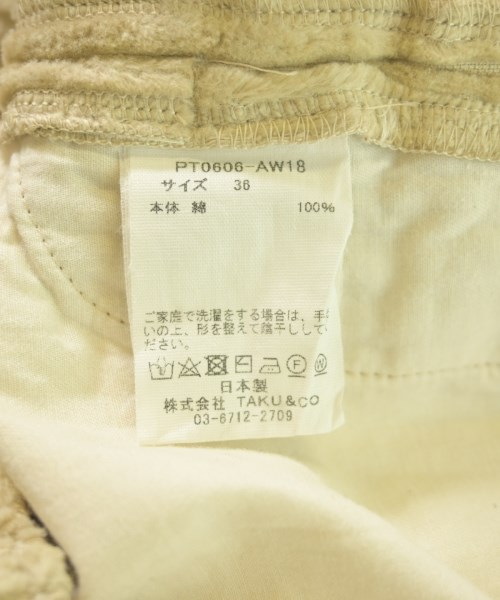 PT0606-AW18
サイズ 36
本体 綿 100%
ご家庭で洗濯をする場合は、手
いの上、形を整えて陰干ししてい
ださい。
F W
日本製
株式会社 TAKU&CO
03-6712-2709